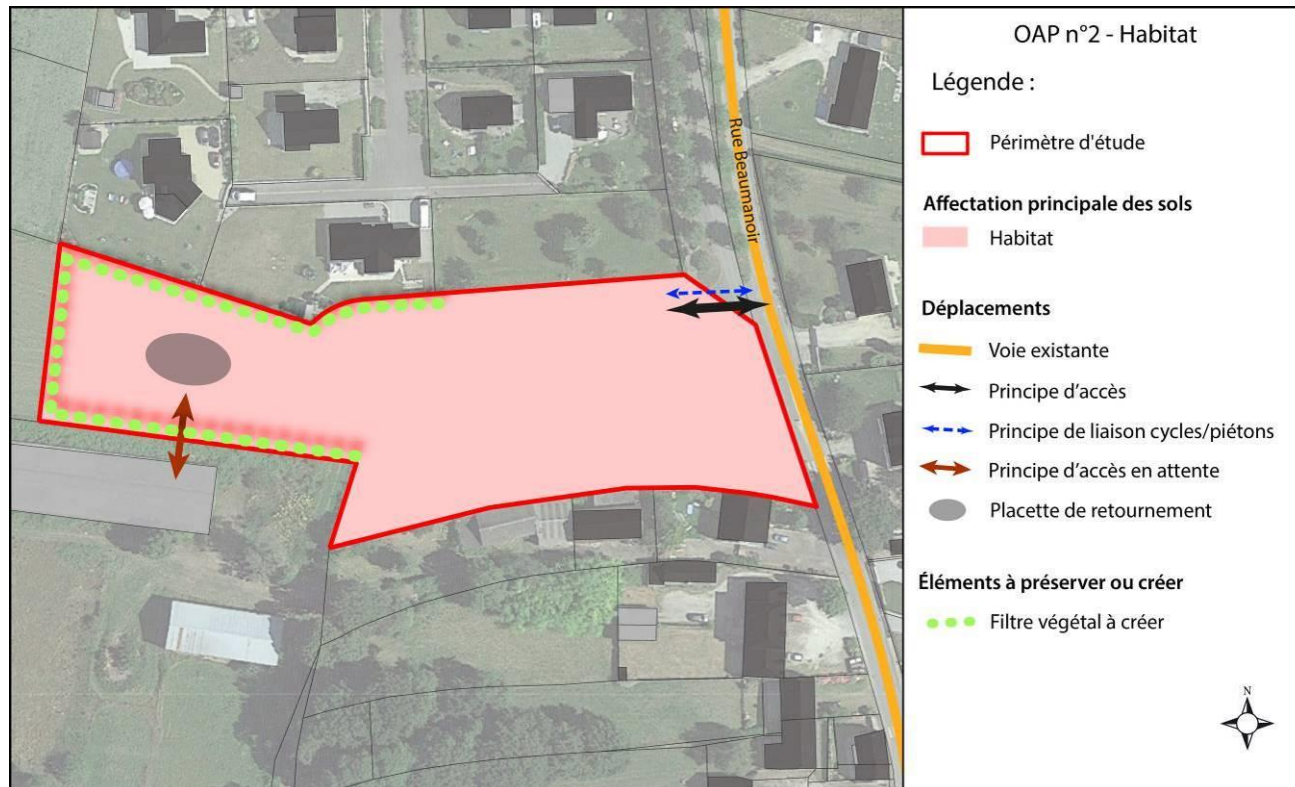 OAP n°2 - Habitat
Légende :
Périmètre d'étude
Affectation principale des sols
Habitat
Déplacements
Voie existante
Principe d'accès
Principe de liaison cycles/piétons
Principe d'accès en attente
Placette de retournement
Éléments à préserver ou créer
Filtre végétal à créer
N
Rue Beaumanoir